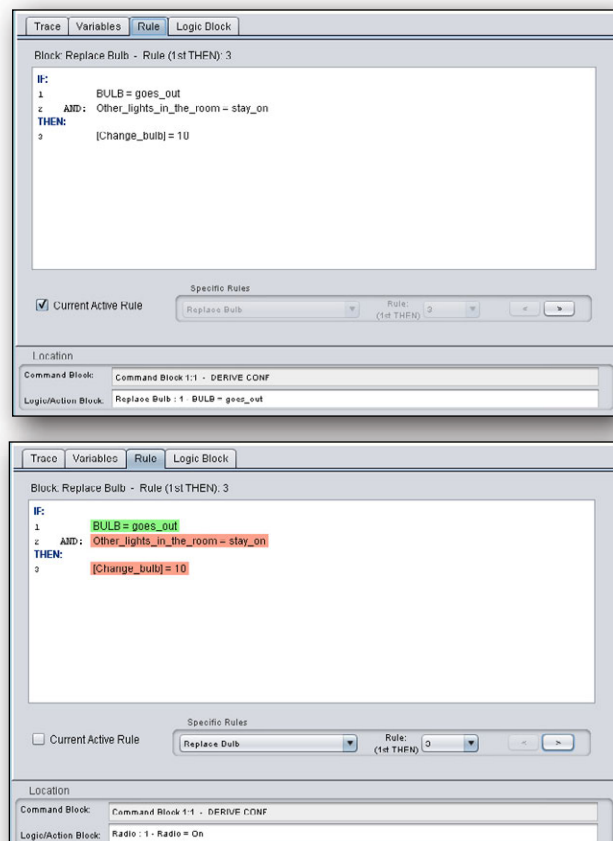 Trace Variables Rule Logic Block
Block: Replace Bulb - Rule (1st THEN): 3
IF:
1 BULB = goes_out
2 AND: Other_lights_in_the_room = stay_on
THEN:
3 [Change_bulb] = 10
Specific Rules
Current Active Rule Replace Bulb Rule: (1st THEN) 3 < >
Location
Command Block: Command Block 1:1 - DERIVE CONF
Logic/Action Block: Replace Bulb : 1 - BULB = goes_out
Trace Variables Rule Logic Block
Block: Replace Bulb - Rule (1st THEN): 3
IF:
1 BULB = goes_out
2 AND: Other_lights_in_the_room = stay_on
THEN:
3 [Change_bulb] = 10
Specific Rules
Current Active Rule Replace Bulb Rule: (1st THEN) 3 < >
Location
Command Block: Command Block 1:1 - DERIVE CONF
Logic/Action Block: Radio : 1 - Radio = On